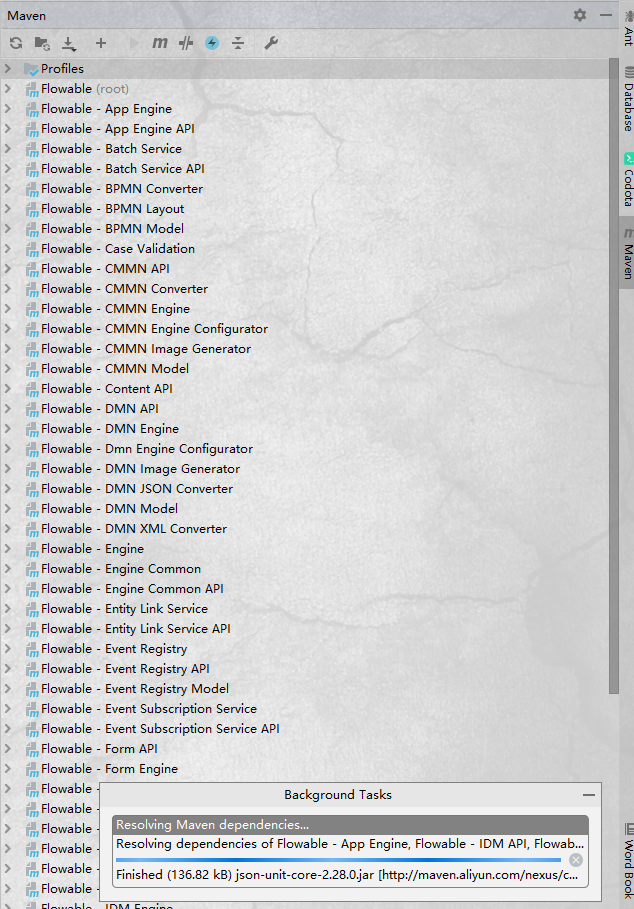 Maven
Profiles
Flowable (root)
Flowable - App Engine
Flowable - App Engine API
Flowable - Batch Service
Flowable - Batch Service API
Flowable - BPMN Converter
Flowable - BPMN Layout
Flowable - BPMN Model
Flowable - Case Validation
Flowable - CMMN API
Flowable - CMMN Converter
Flowable - CMMN Engine
Flowable - CMMN Engine Configurator
Flowable - CMMN Image Generator
Flowable - CMMN Model
Flowable - Content API
Flowable - DMN API
Flowable - DMN Engine
Flowable - Dmn Engine Configurator
Flowable - DMN Image Generator
Flowable - DMN JSON Converter
Flowable - DMN Model
Flowable - DMN XML Converter
Flowable - Engine
Flowable - Engine Common
Flowable - Engine Common API
Flowable - Entity Link Service
Flowable - Entity Link Service API
Flowable - Event Registry
Flowable - Event Registry API
Flowable - Event Registry Model
Flowable - Event Subscription Service
Flowable - Event Subscription Service API
Flowable - Form API
Flowable - Form Engine
Flowable -
Flowable -
Flowable -
Flowable -
Flowable -
Flowable -
Flowable - IDM Engine
Background Tasks
Resolving Maven dependencies...
Resolving dependencies of Flowable - App Engine, Flowable - IDM API, Flowab...
Finished (136.82 kB) json-unit-core-2.28.0.jar [http://maven.aliyun.com/nexus/c...
Ant
Database
Codota
m
Maven
Word Book